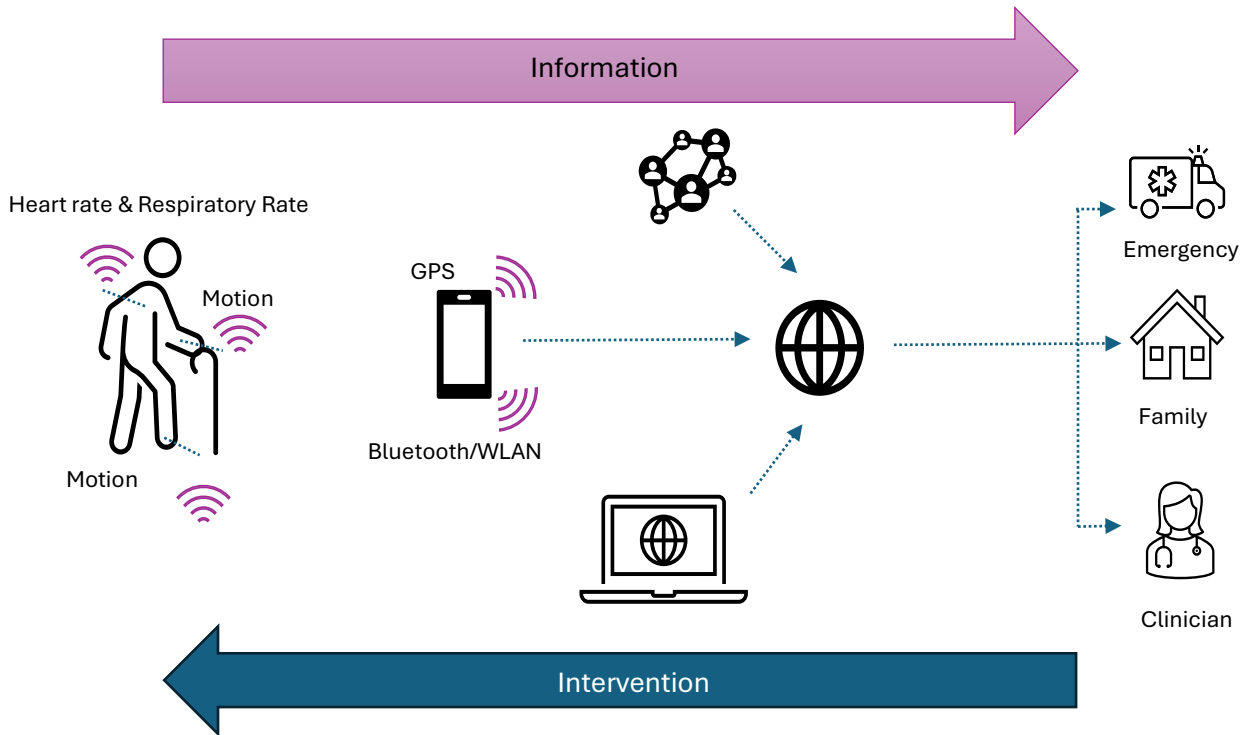 Information
Heart rate & Respiratory Rate
Motion
Motion
GPS
Bluetooth/WLAN
Emergency
Family
Clinician
Intervention